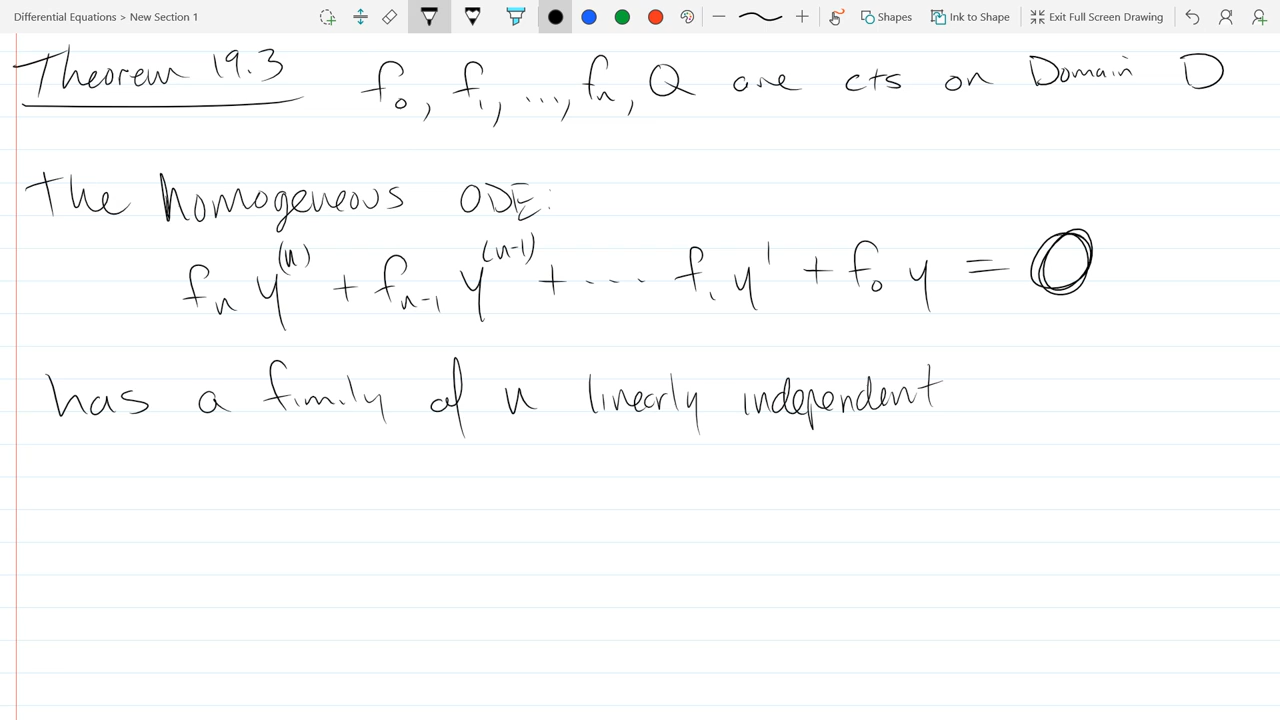 Differential Equations > New Section 1 Shapes Ink to Shape Exit Full Screen Drawing
Theorem 19.3 f₀, f₁, ..., fₙ, Q are cts on Domain D
The homogeneous ODE:
fₙ y⁽ⁿ⁾ + fₙ₋₁ y⁽ⁿ⁻¹⁾ + ... f₁ y' + f₀ y = 0
has a fimily of n linearly independent